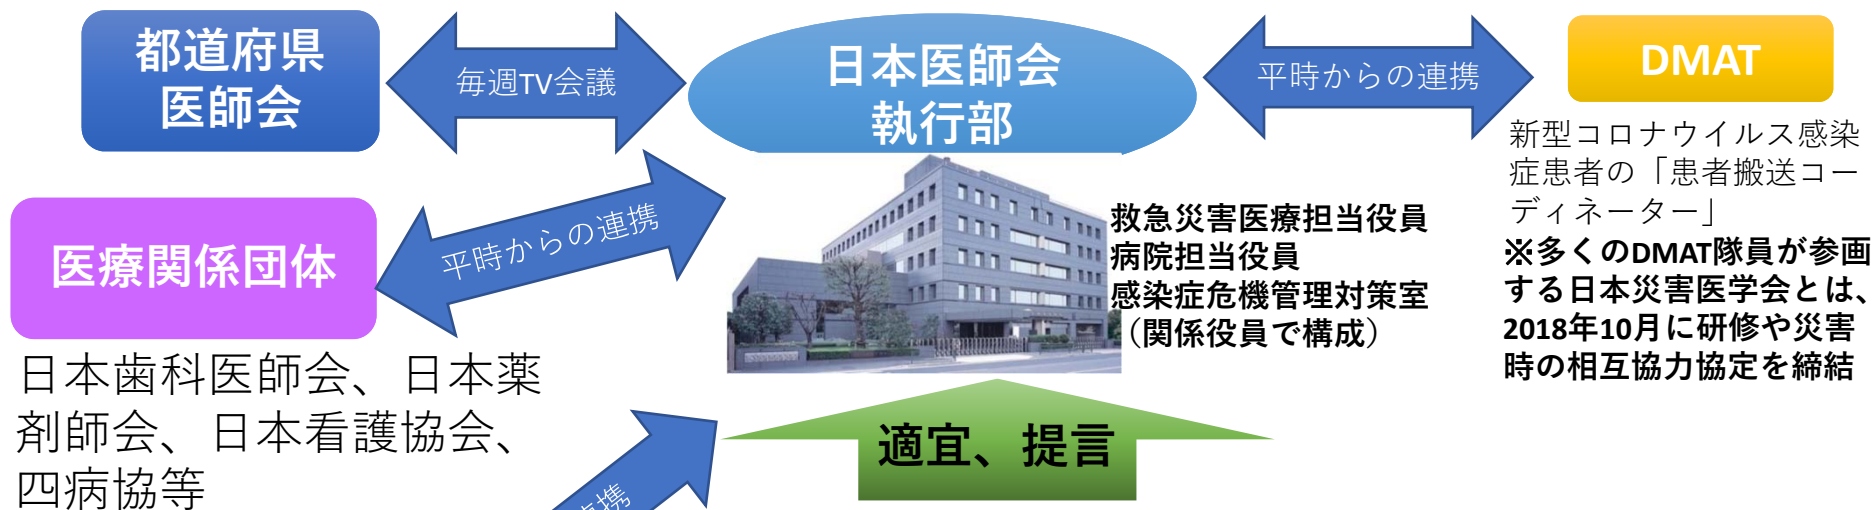 都道府県
医師会
毎週TV会議
日本医師会
執行部
平時からの連携
DMAT
新型コロナウイルス感染
症患者の「患者搬送コー
ディネーター」
※多くのDMAT隊員が参画
する日本災害医学会とは、
2018年10月に研修や災害
時の相互協力協定を締結
医療関係団体
平時からの連携
救急災害医療担当役員
病院担当役員
感染症危機管理対策室
（関係役員で構成）
日本歯科医師会、日本薬
剤師会、日本看護協会、
四病協等
適宜、提言
携